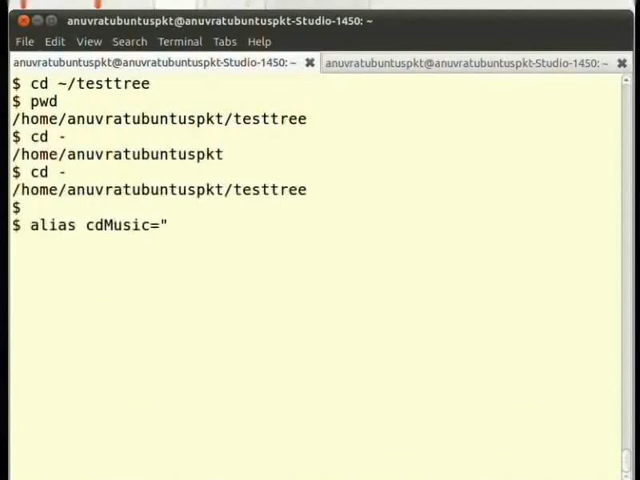 anuvratubuntuspkt@anuvratubuntuspkt-Studio-1450: ~
File Edit View Search Terminal Tabs Help
anuvratubuntuspkt@anuvratubuntuspkt-Studio-1450: ~ anuvratubuntuspkt@anuvratubuntuspkt-Studio-1450: ~
$ cd ~/testtree
$ pwd
/home/anuvratubuntuspkt/testtree
$ cd -
/home/anuvratubuntuspkt
$ cd -
/home/anuvratubuntuspkt/testtree
$
$ alias cdMusic="